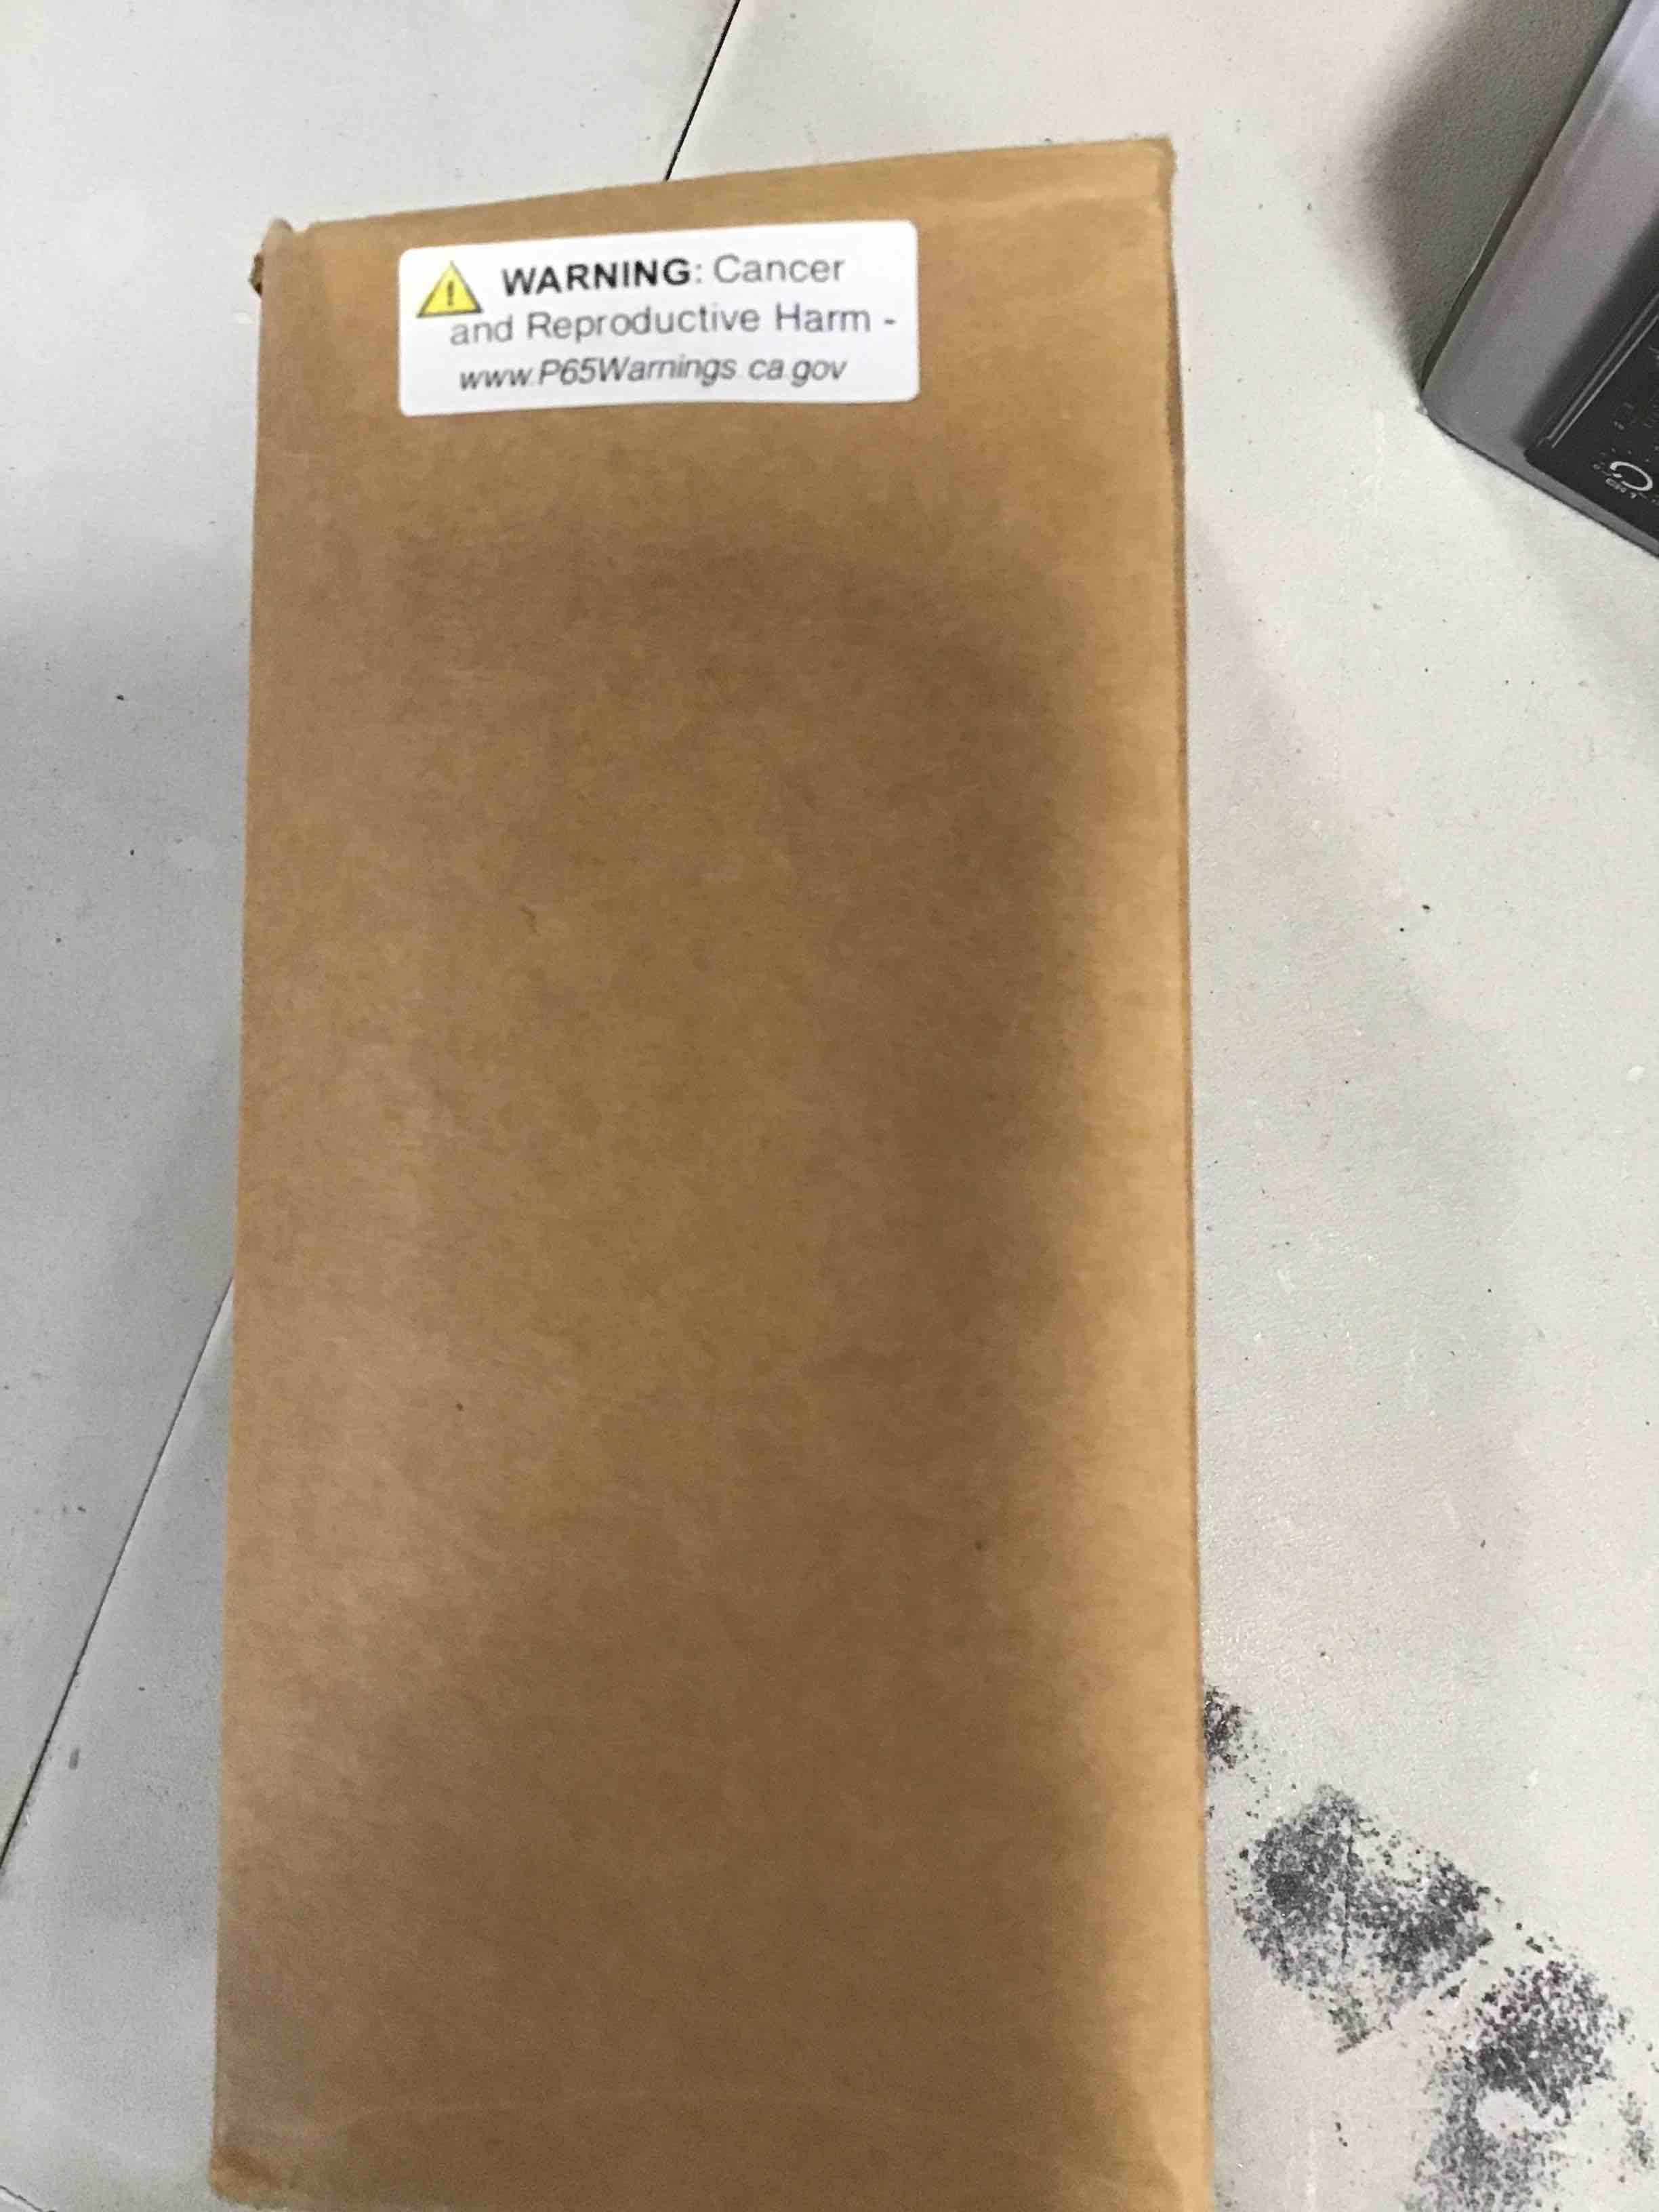 WARNING: Cancer
and Reproductive Harm -
www.P65Warnings.ca.gov